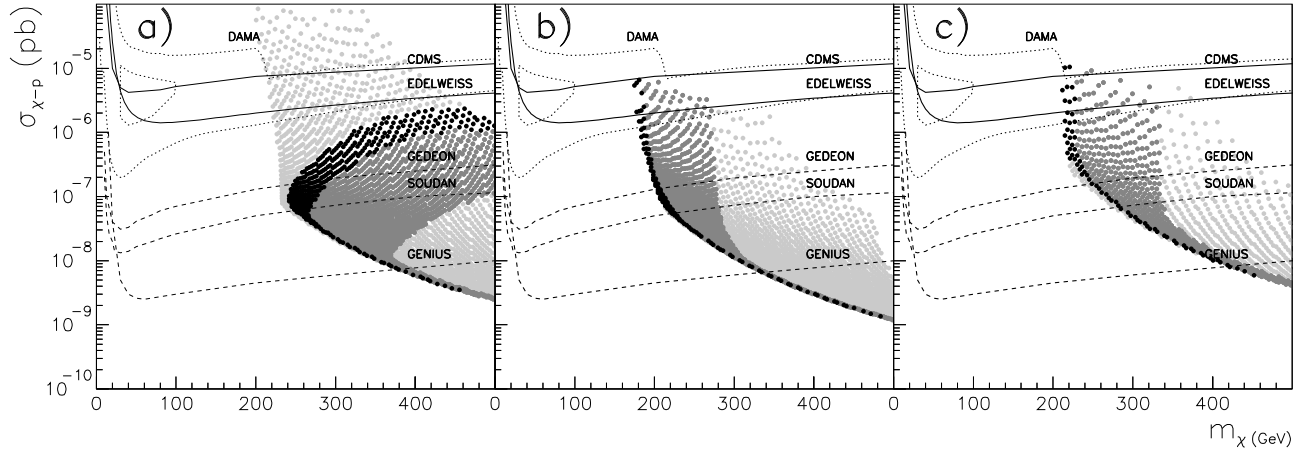 a)
DAMA
CDMS
EDELWEISS
GEDEON
SOUDAN
GENIUS
b)
DAMA
CDMS
EDELWEISS
GEDEON
SOUDAN
GENIUS
c)
DAMA
CDMS
EDELWEISS
GEDEON
SOUDAN
GENIUS
σχ−p (pb)
10⁻⁵
10⁻⁶
10⁻⁷
10⁻⁸
10⁻⁹
10⁻¹⁰
0 100 200 300 400 0 100 200 300 400 0 100 200 300 400
mχ (GeV)